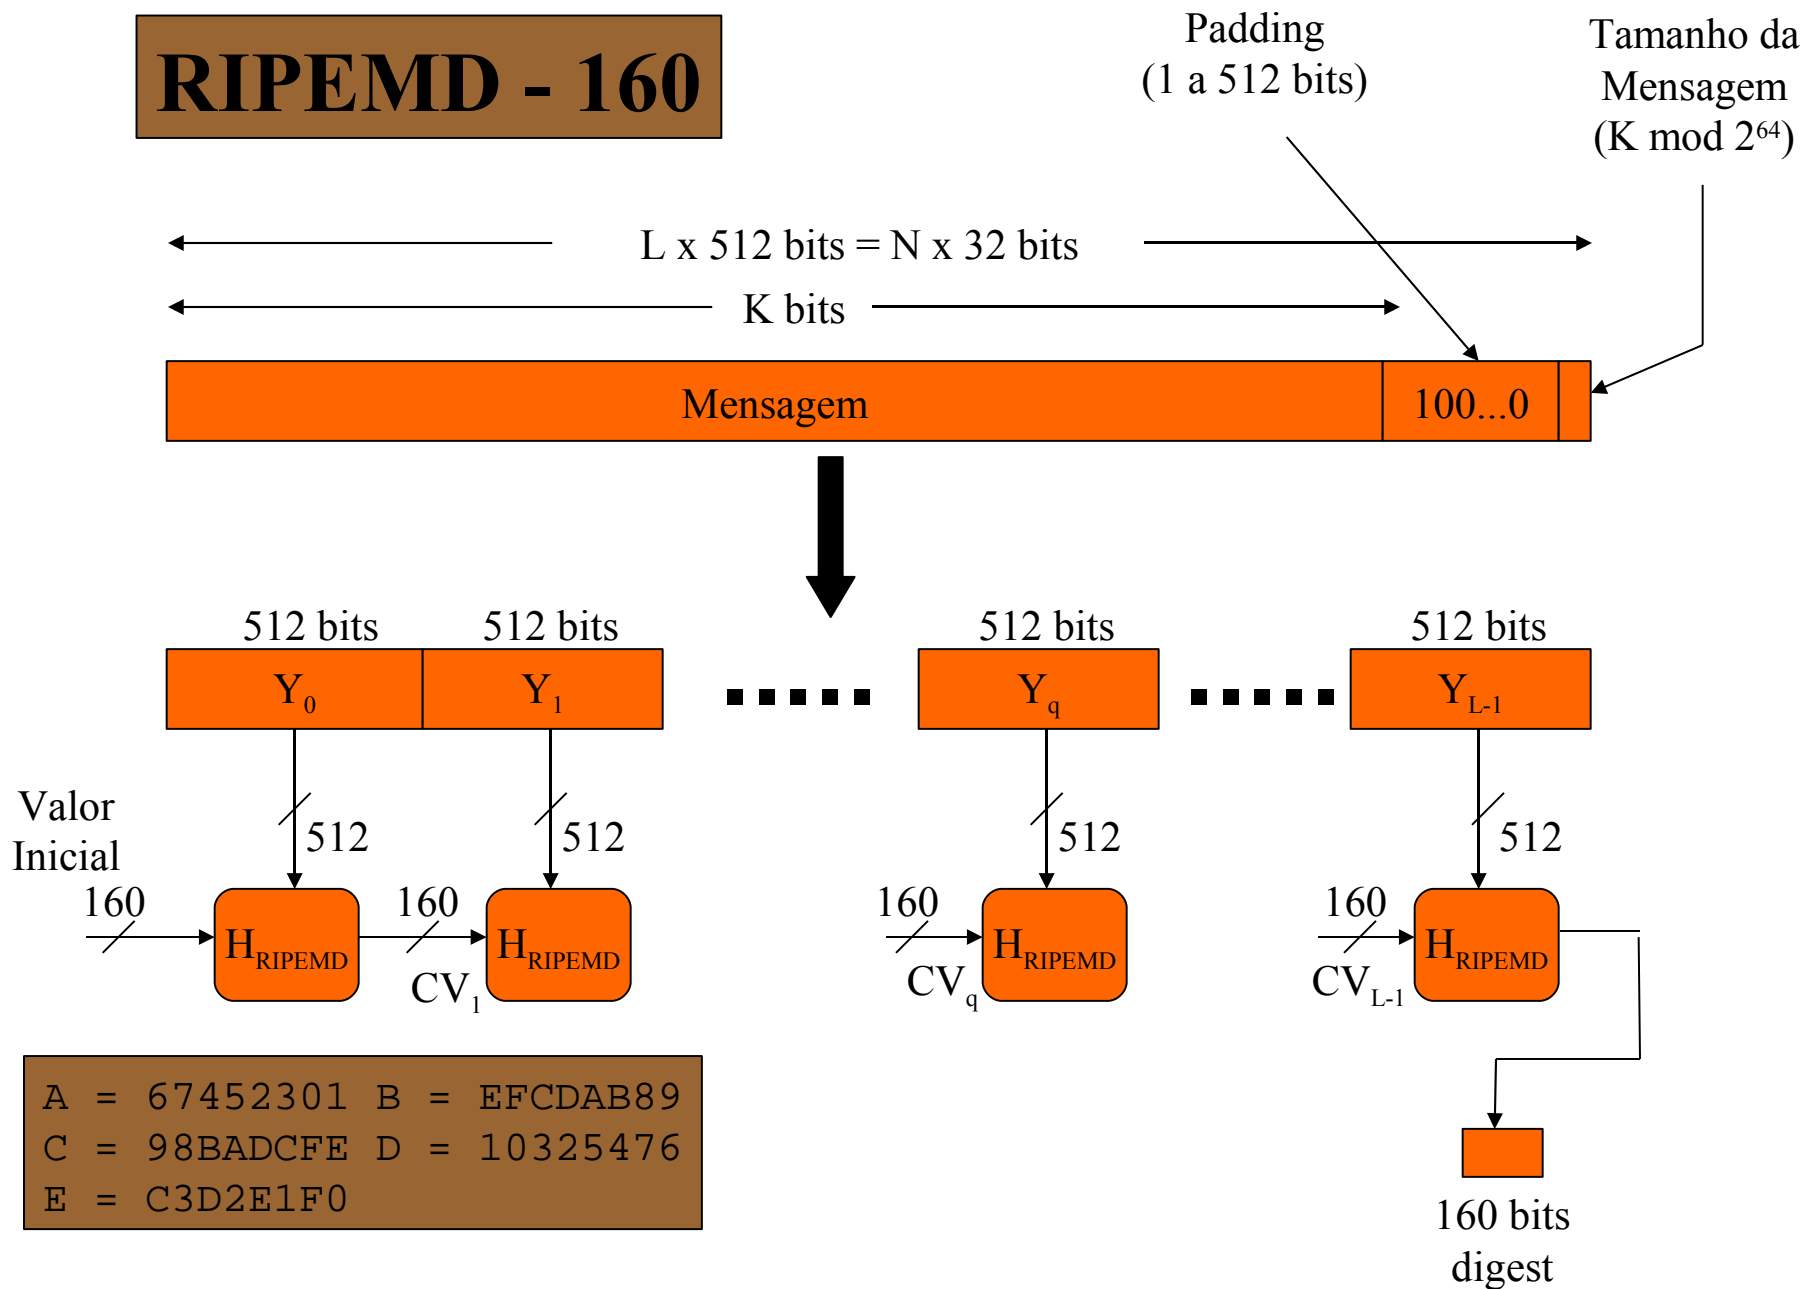 RIPEMD - 160
Padding
(1 a 512 bits)
Tamanho da
Mensagem
(K mod 2⁶⁴)
L x 512 bits = N x 32 bits
K bits
Mensagem
100...0
512 bits
512 bits
512 bits
512 bits
Y₀
Y₁
Y_q
Y_L-1
Valor
Inicial
512
512
512
512
160
160
160
160
H_RIPEMD
H_RIPEMD
H_RIPEMD
H_RIPEMD
CV₁
CV_q
CV_L-1
A = 67452301 B = EFCDAB89
C = 98BADCFE D = 10325476
E = C3D2E1F0
160 bits
digest